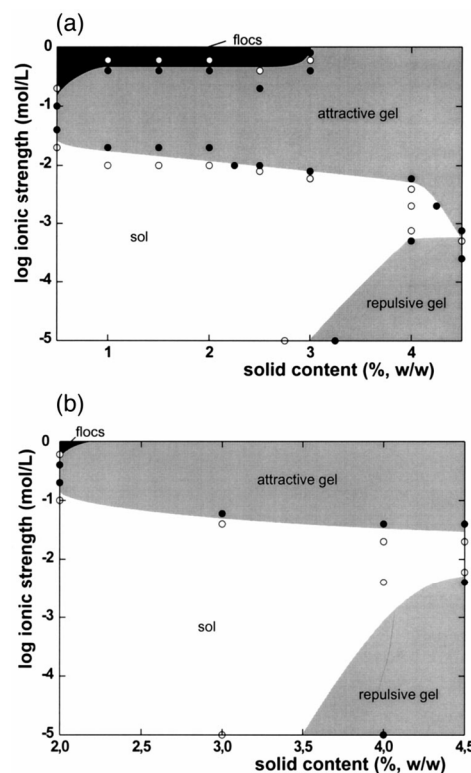 (a)
flocs
0
-1
-2
-3
-4
-5
log ionic strength (mol/L)
attractive gel
sol
repulsive gel
1
2
3
4
solid content (%, w/w)
(b)
flocs
0
-1
-2
-3
-4
-5
log ionic strength (mol/L)
attractive gel
sol
repulsive gel
2,0
2,5
3,0
3,5
4,0
4,5
solid content (%, w/w)